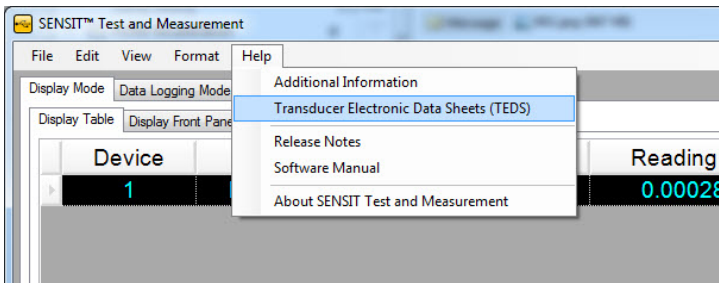 SENSIT™ Test and Measurement
File Edit View Format Help
Display Mode Data Logging Mode
Display Table Display Front Pane
Additional Information
Transducer Electronic Data Sheets (TEDS)
Release Notes
Software Manual
About SENSIT Test and Measurement
Device Reading
1 0.00028